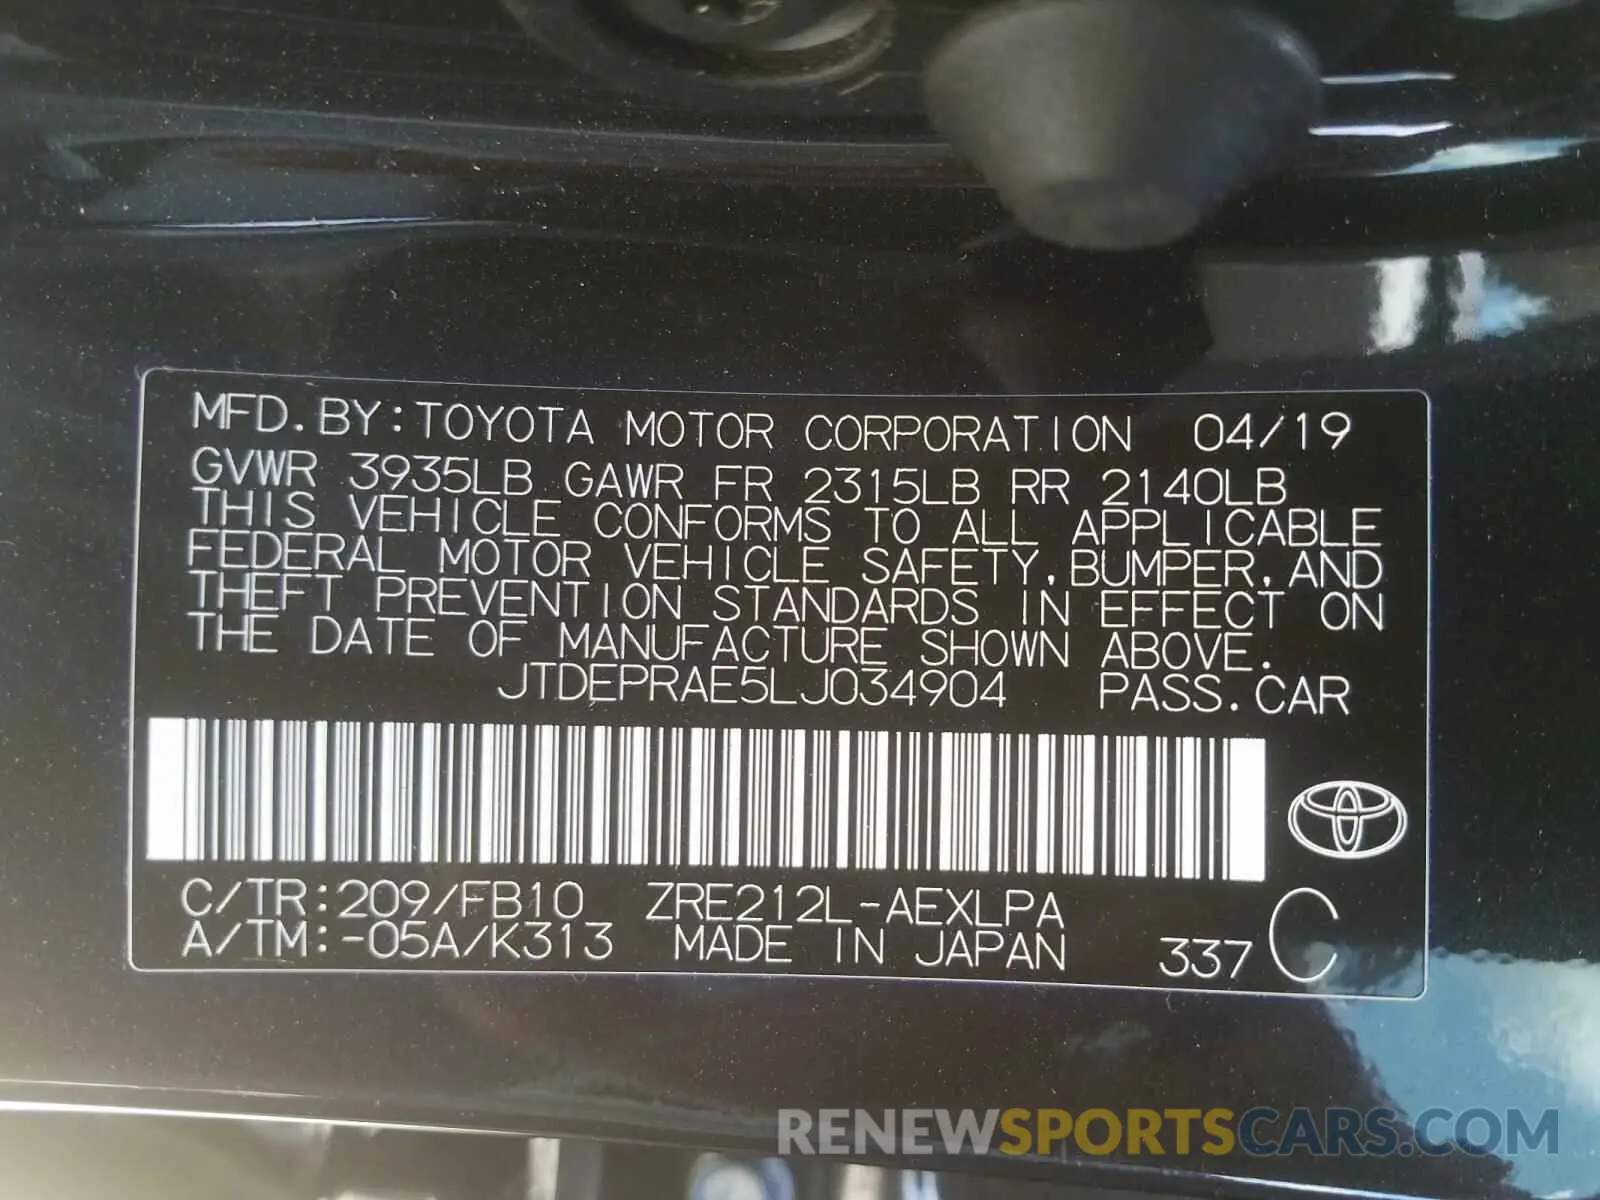 MFD. BY: TOYOTA MOTOR CORPORATION 04/19
GVWR 3935LB GAWR FR 2315LB RR 2140LB
THIS VEHICLE CONFORMS TO ALL APPLICABLE
FEDERAL MOTOR VEHICLE SAFETY, BUMPER, AND
THEFT PREVENTION STANDARDS IN EFFECT ON
THE DATE OF MANUFACTURE SHOWN ABOVE.
JTDEPRAE5LJ034904 PASS. CAR
C/TR: 209/FB10 ZRE212L-AEXLPA
A/TM: -05A/K313 MADE IN JAPAN 337 C
RENEWSPORTSCARS.COM